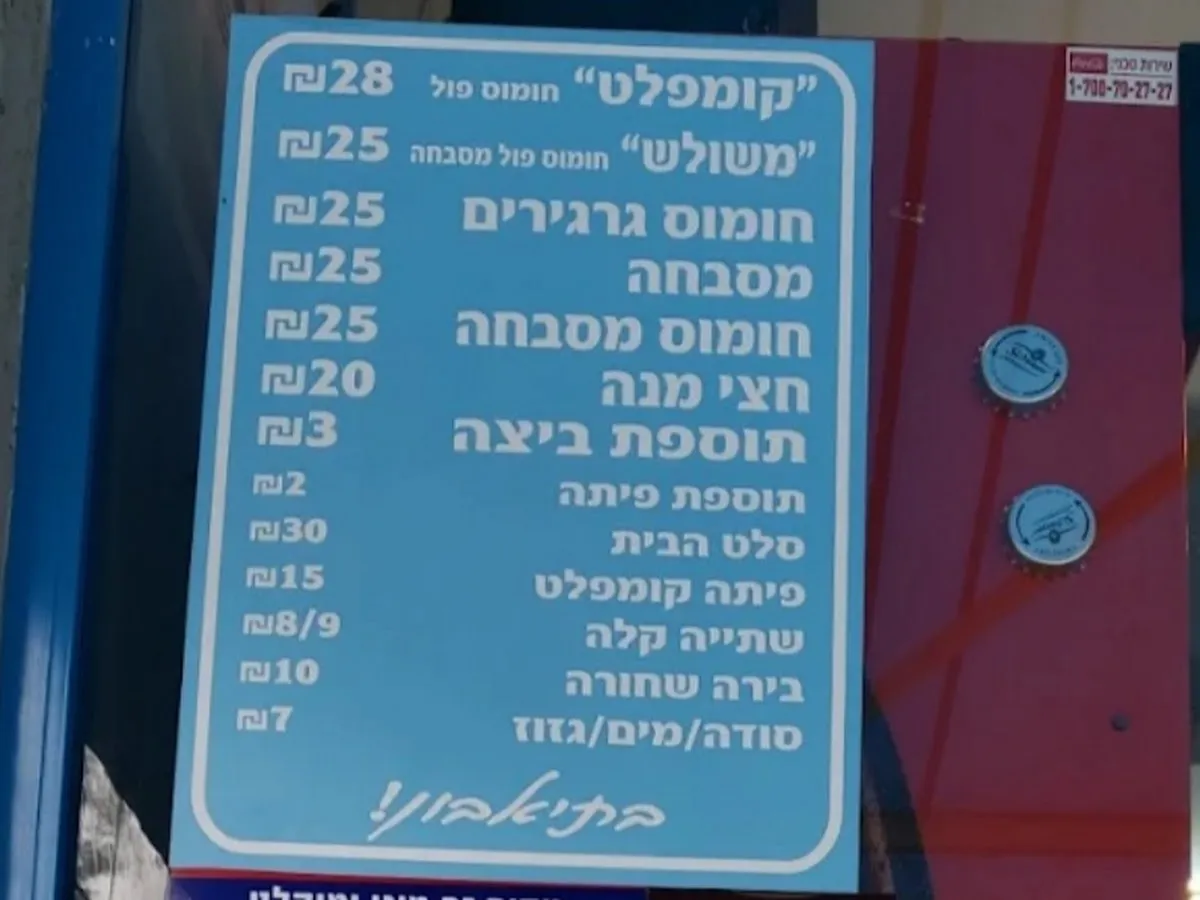 "קומפלט" חומוס פול ₪28
"משולש" חומוס פול מסבחה ₪25
חומוס גרגירים ₪25
מסבחה ₪25
חומוס מסבחה ₪25
חצי מנה ₪20
תוספת ביצה ₪3
תוספת פיתה ₪2
סלט הבית ₪30
פיתה קומפלט ₪15
שתייה קלה ₪8/9
בירה שחורה ₪10
סודה/מים/גזוז ₪7
בתיאבון!
שירות טכני:
1-700-70-27-27